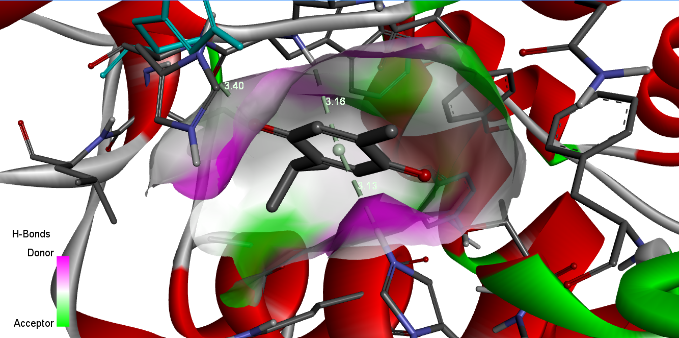 3.40
3.16
H-Bonds
Donor
Acceptor